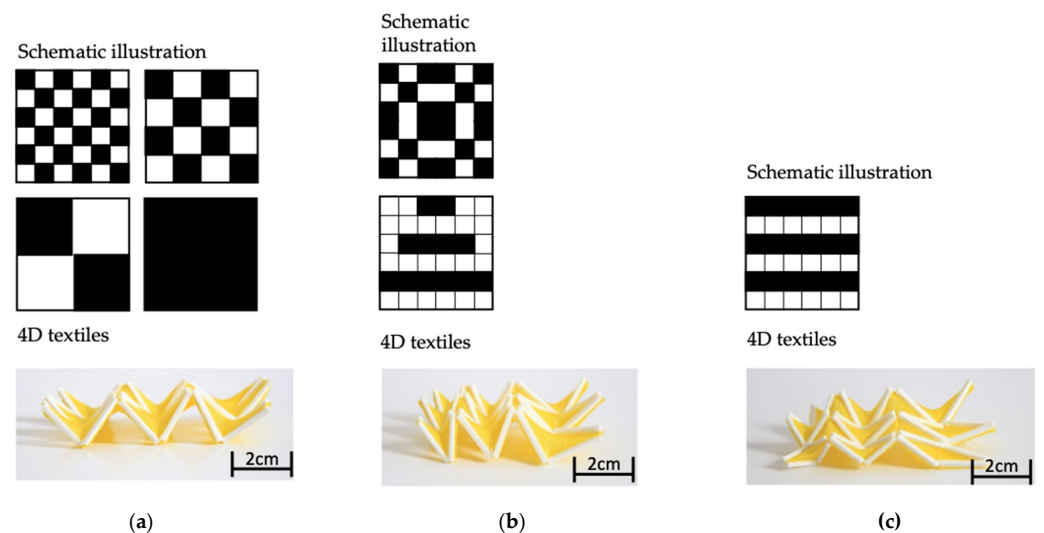 Schematic illustration
4D textiles
2cm
(a)
Schematic
illustration
4D textiles
2cm
(b)
Schematic illustration
4D textiles
2cm
(c)